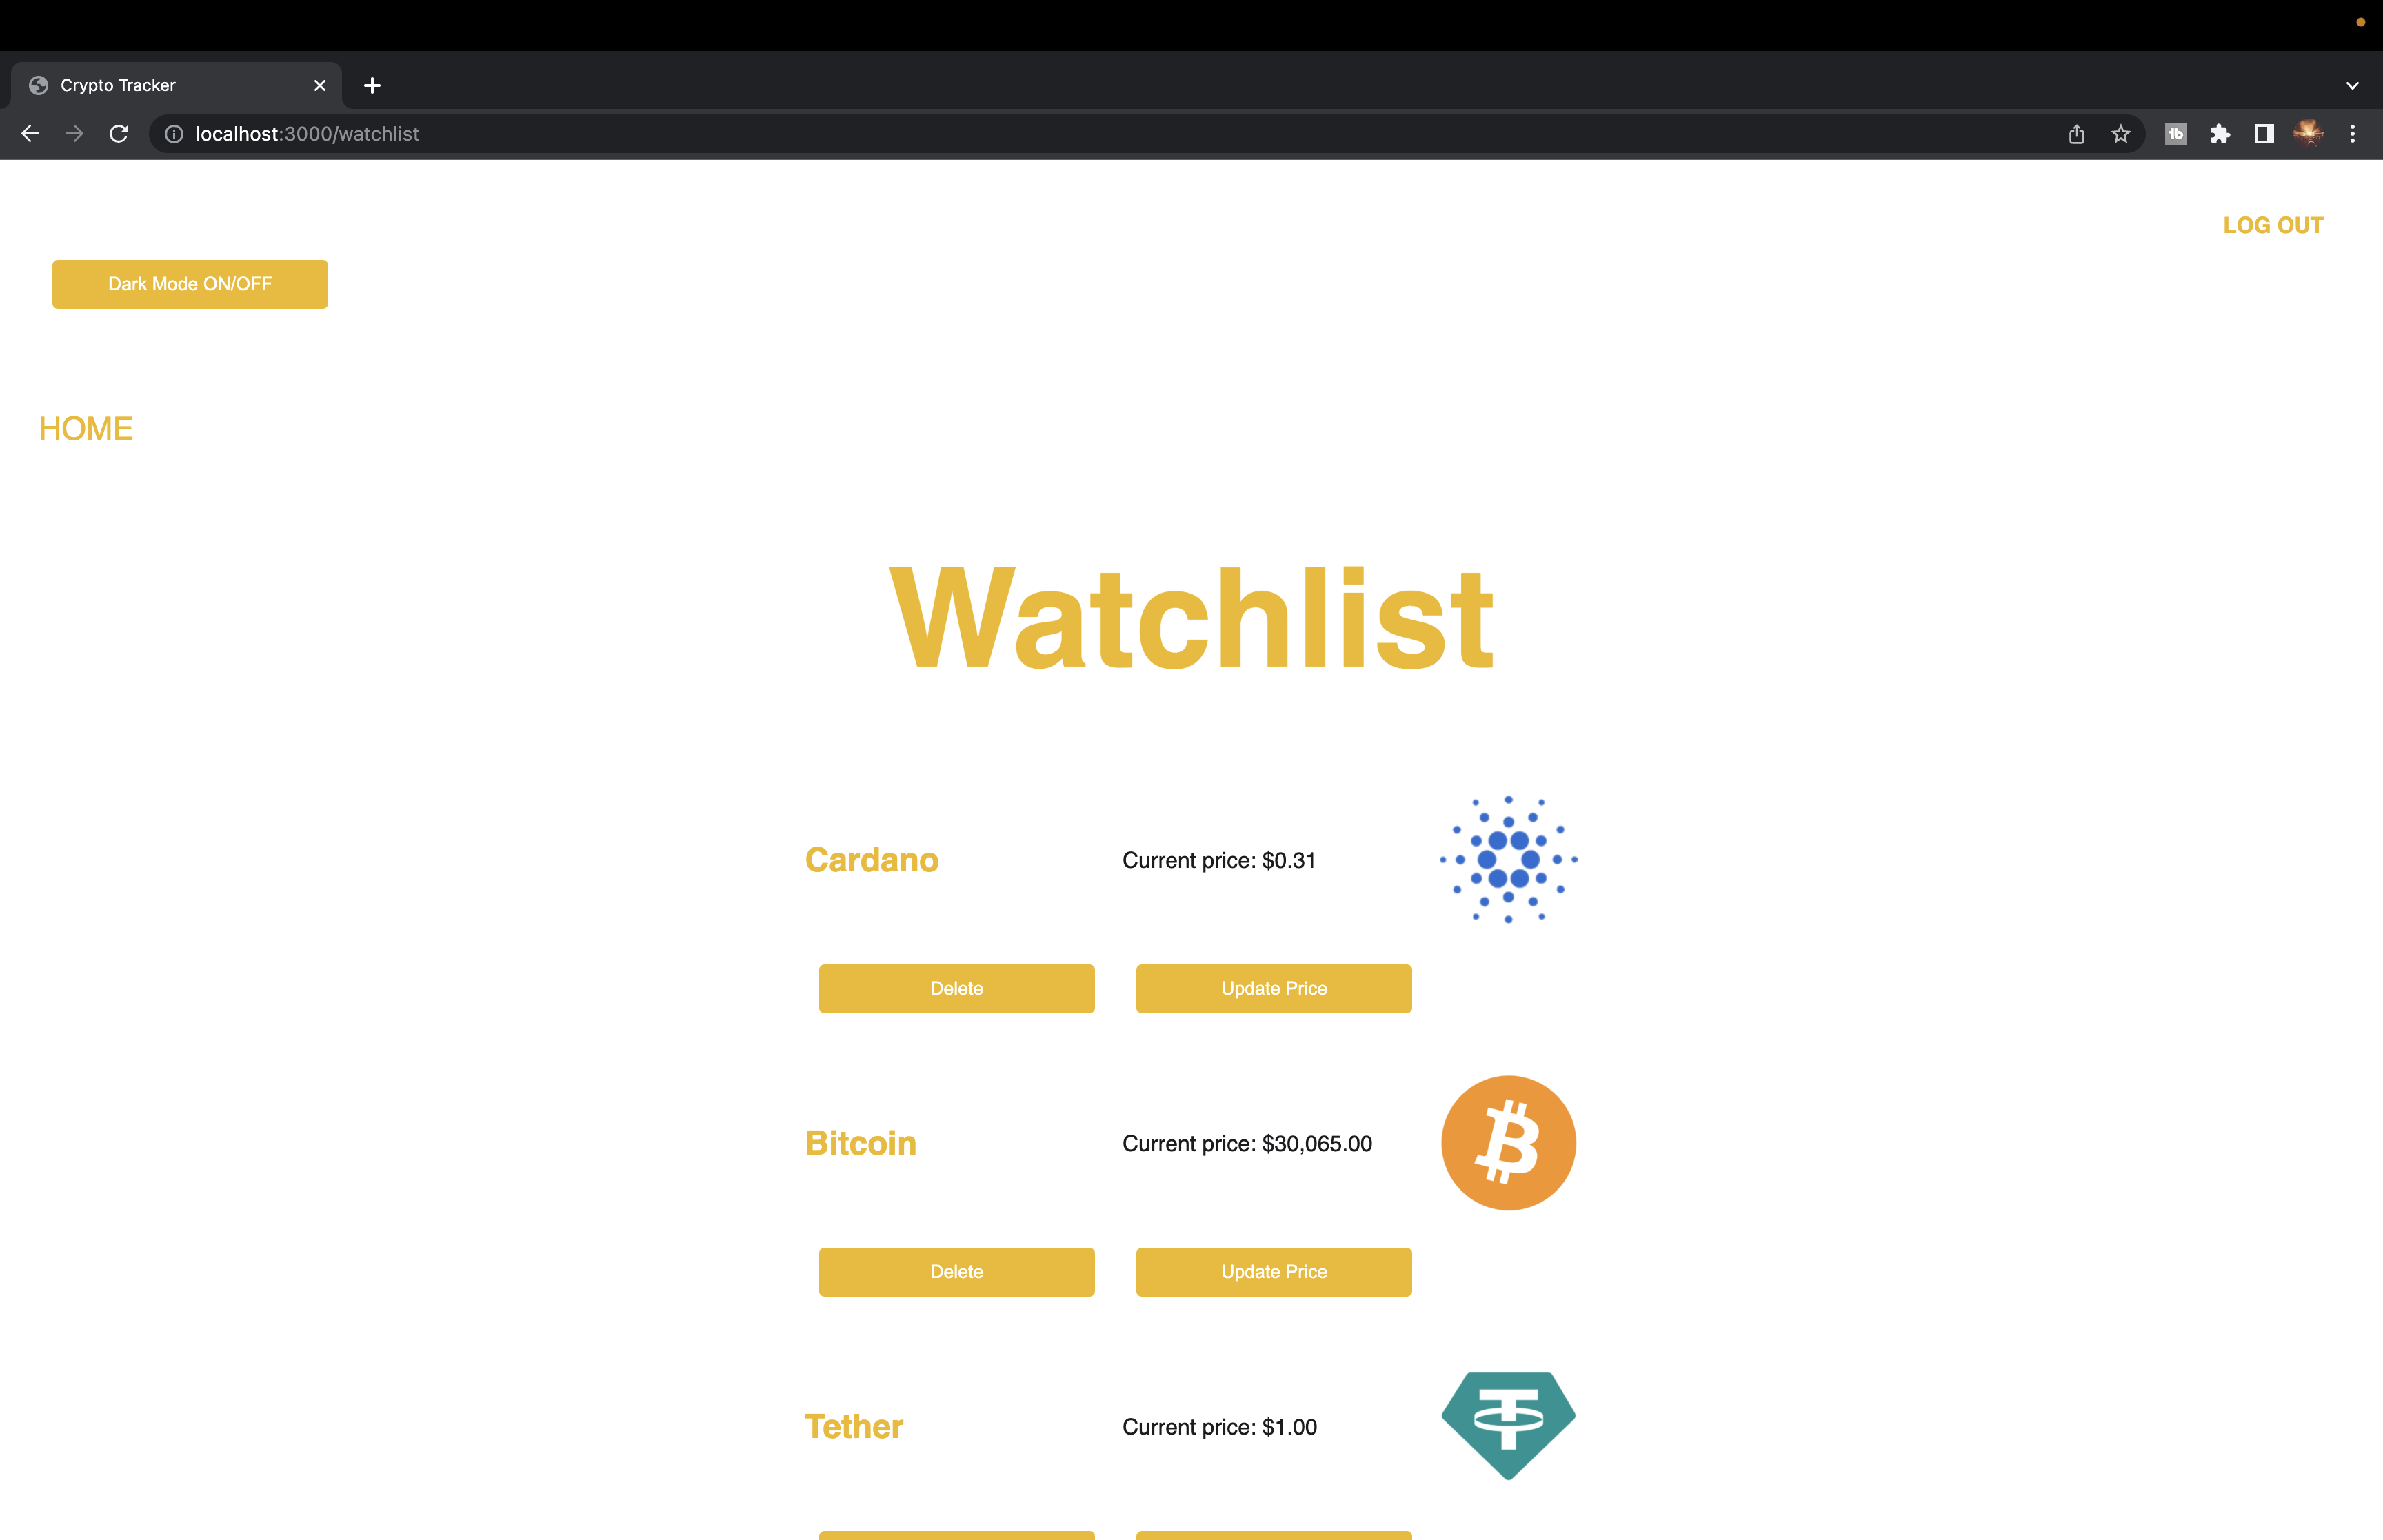 Crypto Tracker
localhost:3000/watchlist
LOG OUT
Dark Mode ON/OFF
HOME
Watchlist
Cardano
Current price: $0.31
Delete
Update Price
Bitcoin
Current price: $30,065.00
Delete
Update Price
Tether
Current price: $1.00